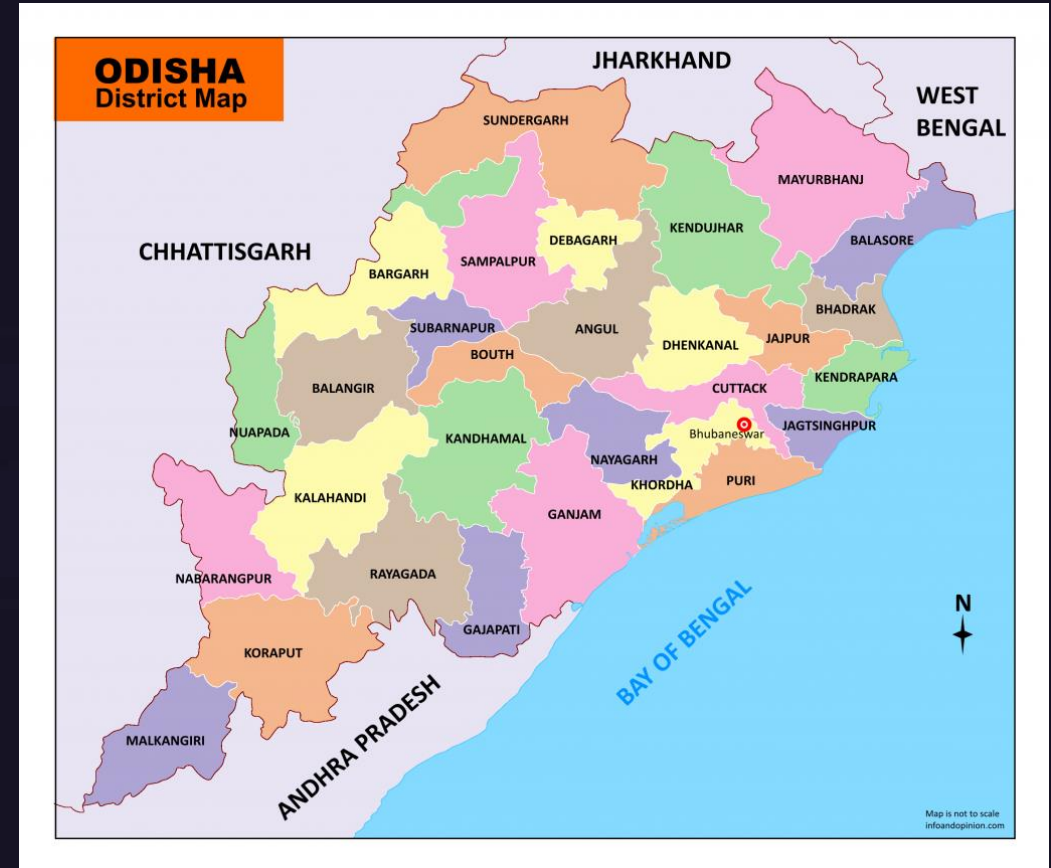 ODISHA
District Map
JHARKHAND
WEST
BENGAL
SUNDERGARH
MAYURBHANJ
KENDUJHAR
DEBAGARH
BALASORE
CHHATTISGARH
SAMPALPUR
BARGARH
BHADRAK
SUBARNAPUR
ANGUL
JAJPUR
DHENKANAL
BOUTH
KENDRAPARA
BALANGIR
CUTTACK
JAGTSINGHPUR
NUAPADA
Bhubaneswar
KANDHAMAL
NAYAGARH
PURI
KHORDHA
KALAHANDI
GANJAM
RAYAGADA
NABARANGPUR
N
GAJAPATI
BAY OF BENGAL
KORAPUT
MALKANGIRI
ANDHRA PRADESH
Map is not to scale
infoandopinion.com